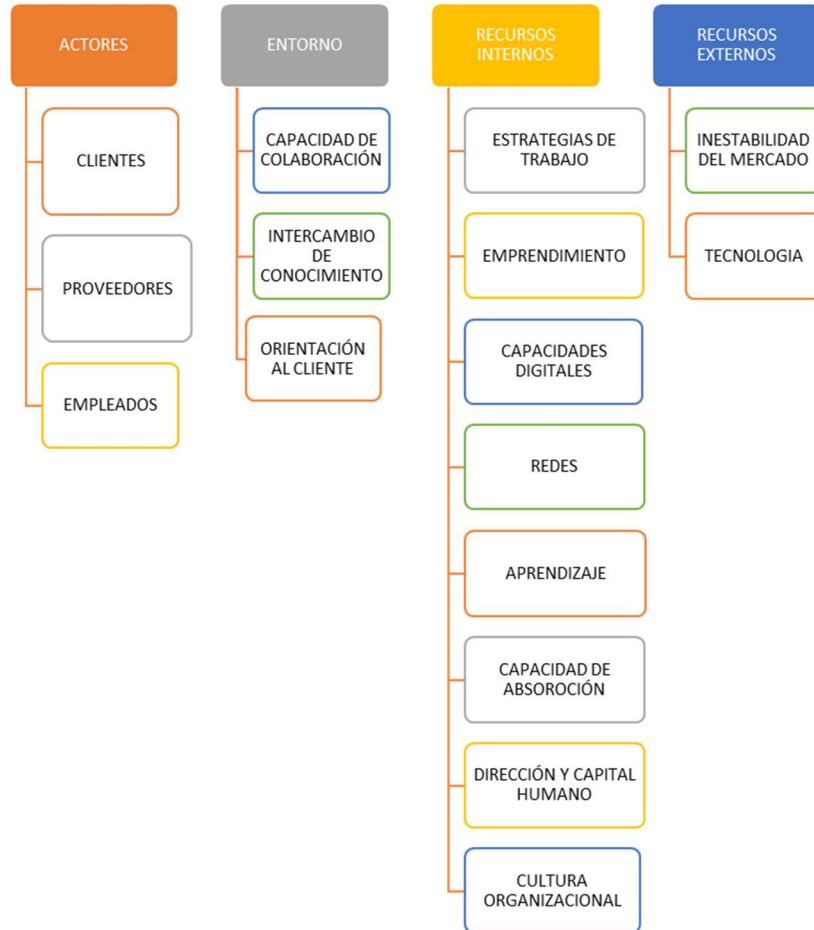 ACTORES
CLIENTES
PROVEEDORES
EMPLEADOS
ENTORNO
CAPACIDAD DE
COLABORACIÓN
INTERCAMBIO
DE
CONOCIMIENTO
ORIENTACIÓN
AL CLIENTE
RECURSOS
INTERNOS
ESTRATEGIAS DE
TRABAJO
EMPRENDIMIENTO
CAPACIDADES
DIGITALES
REDES
APRENDIZAJE
CAPACIDAD DE
ABSOROCIÓN
DIRECCIÓN Y CAPITAL
HUMANO
CULTURA
ORGANIZACIONAL
RECURSOS
EXTERNOS
INESTABILIDAD
DEL MERCADO
TECNOLOGIA